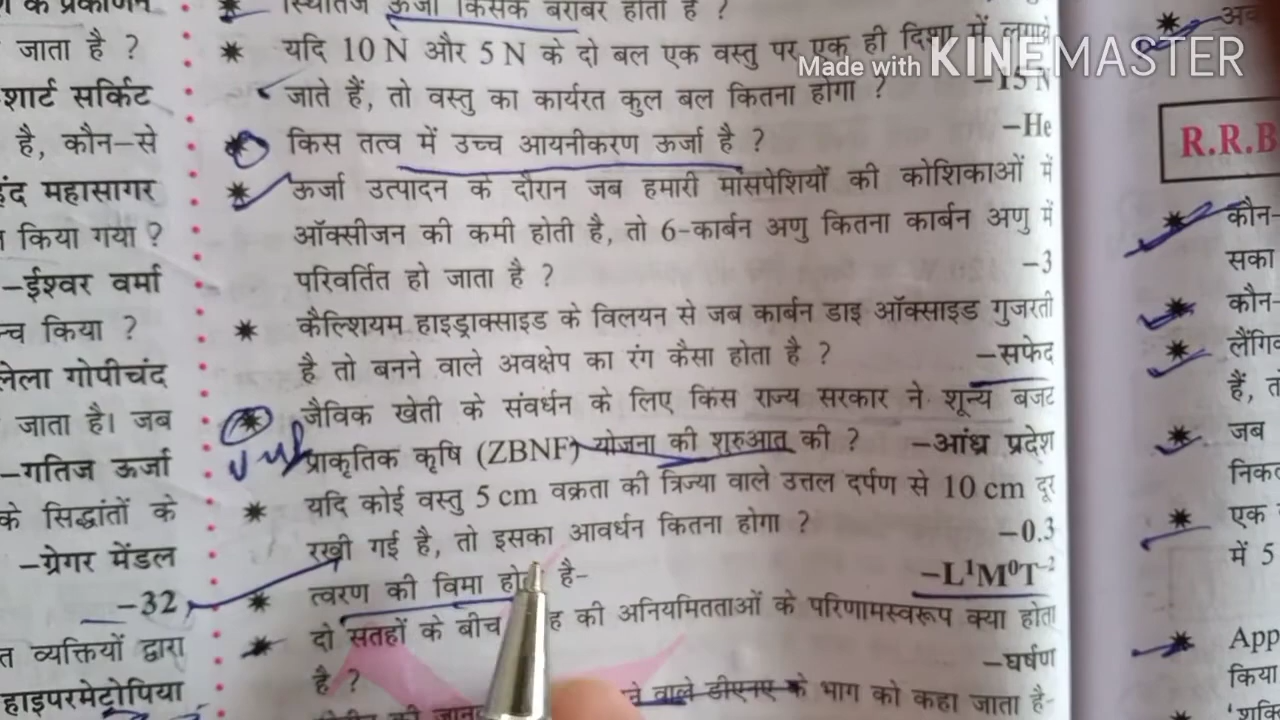 जाता है ?
शार्ट सर्किट
है, कौन-से
हिंद महासागर
किया गया ?
-ईश्वर वर्मा
किया ?
गोपीचंद
जाता है। जब
-गतिज ऊर्जा
के सिद्धांतों के
-ग्रेगर मेंडल
-32
व्यक्तियों द्वारा
हाइपरमेट्रोपिया
स्थितिज ऊर्जा किसके बराबर होती है ?
✷ यदि 10 N और 5 N के दो बल एक वस्तु पर एक ही दिशा में लगाये
जाते हैं, तो वस्तु का कार्यरत कुल बल कितना होगा ? -15 N
✷ किस तत्व में उच्च आयनीकरण ऊर्जा है ? -He
✷ ऊर्जा उत्पादन के दौरान जब हमारी मांसपेशियों की कोशिकाओं में
ऑक्सीजन की कमी होती है, तो 6-कार्बन अणु कितना कार्बन अणु में
परिवर्तित हो जाता है ? -3
✷ कैल्शियम हाइड्राक्साइड के विलयन से जब कार्बन डाइ ऑक्साइड गुजरती
है तो बनने वाले अवक्षेप का रंग कैसा होता है ? -सफेद
✷ जैविक खेती के संवर्धन के लिए किस राज्य सरकार ने शून्य बजट
प्राकृतिक कृषि (ZBNF) योजना की शुरुआत की ? -आंध्र प्रदेश
✷ यदि कोई वस्तु 5 cm वक्रता की त्रिज्या वाले उत्तल दर्पण से 10 cm दूर
रखी गई है, तो इसका आवर्धन कितना होगा ? -0.3
✷ त्वरण की विमा है- -L¹M⁰T⁻²
✷ दो सतहों के बीच की अनियमितताओं के परिणामस्वरूप क्या होता
है ? -घर्षण
वाले डीएनए के भाग को कहा जाता है-
Made with KINEMASTER
R.R.B
✷ कौन-
सका
✷ कौन-
✷ लैंगि
हैं,
✷ जब
✷ एक
में 5
✷ App
किया